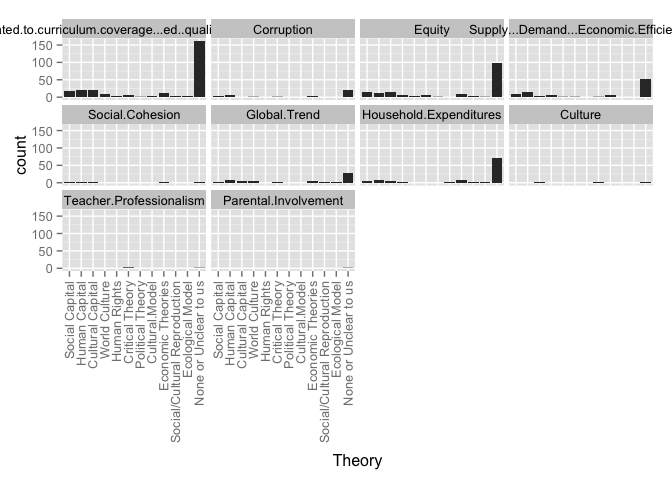 ated.to.curriculum.coverage...ed..quali
Corruption
Equity
Supply...Demand...Economic.Efficie
150
100
50
0
Social.Cohesion
Global.Trend
Household.Expenditures
Culture
150
100
50
0
Teacher.Professionalism
Parental.Involvement
150
100
50
0
count
Social Capital
Human Capital
Cultural Capital
World Culture
Human Rights
Critical Theory
Political Theory
Cultural.Model
Economic Theories
Social/Cultural Reproduction
Ecological Model
None or Unclear to us
Social Capital
Human Capital
Cultural Capital
World Culture
Human Rights
Critical Theory
Political Theory
Cultural.Model
Economic Theories
Social/Cultural Reproduction
Ecological Model
None or Unclear to us
Theory